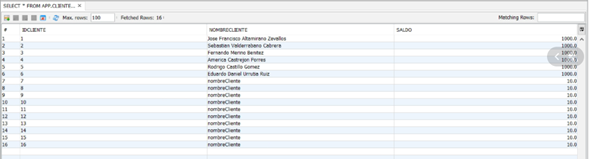 SELECT * FROM APP.CLIENTE...
Max. rows: 100 Fetched Rows: 16 Matching Rows:
# IDCLIENTE NOMBRECLIENTE SALDO
1 1 Jose Francisco Altamirano Zevallos 1000.0
2 2 Sebastian Valdarrabano Cabrera 1000.0
3 3 Fernando Merino Benitez 1000.0
4 4 America Castrejon Porres 1000.0
5 5 Rodrigo Castillo Gomez 1000.0
6 6 Eduardo Daniel Urrutia Ruiz 1000.0
7 7 nombreCliente 10.0
8 8 nombreCliente 10.0
9 9 nombreCliente 10.0
10 10 nombreCliente 10.0
11 11 nombreCliente 10.0
12 12 nombreCliente 10.0
13 13 nombreCliente 10.0
14 14 nombreCliente 10.0
15 15 nombreCliente 10.0
16 16 nombreCliente 10.0